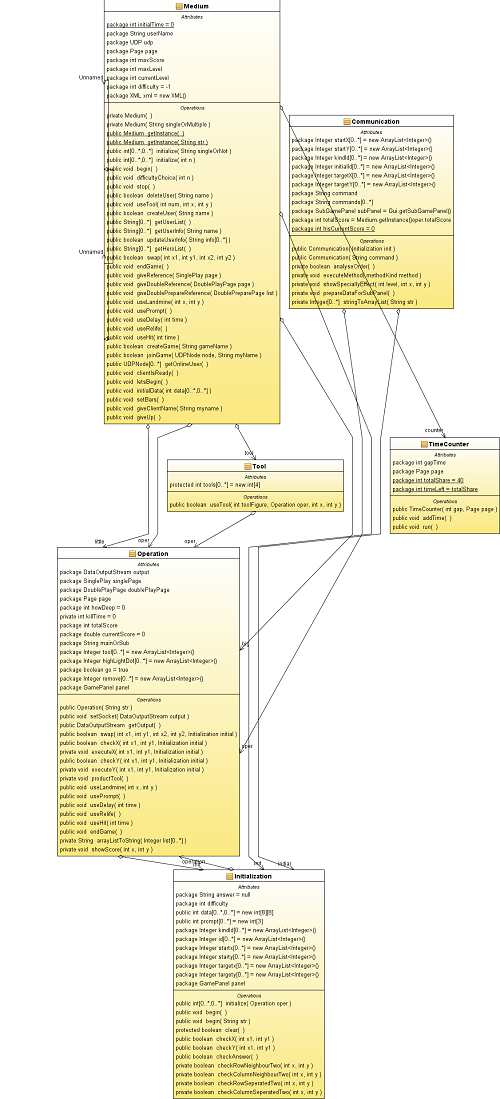 Medium
Attributes
package int initialTime = 0
package String userName
package UDP udp
package Page page
package int maxScore
package int maxLevel
package int currentLevel
package int difficulty = -1
package XML xml = new XML()
Operations
private Medium( )
private Medium( String singleOrMultiple )
public Medium getInstance( )
public Medium getInstance( String str )
public int[0..*,0..*] initialize( String singleOrNot )
public int[0..*,0..*] initialize( int n )
public void begin( )
public void difficultyChoice( int n )
public void stop( )
public boolean deleteUser( String name )
public void useTool( int num, int x, int y )
public boolean createUser( String name )
public String[0..*] getUserList( )
public String[0..*] getUserInfo( String name )
public boolean updateUserInfo( String info[0..*] )
public String[0..*] getHeroList( )
public boolean swap( int x1, int y1, int x2, int y2 )
public void endGame( )
public void giveReference( SinglePlay page )
public void giveDoubleReference( DoublePlayPage page )
public void giveDoublePrepareReference( DoublePreparePage list )
public void useLandmine( int x, int y )
public void usePrompt( )
public void useDelay( int time )
public void useRelife( )
public void useHit( int time )
public boolean createGame( String gameName )
public boolean joinGame( UDPNode node, String myName )
public UDPNode[0..*] getOnlineUser( )
public void clientIsReady( )
public void letsBegin( )
public void initialData( int data[0..*,0..*] )
public void setBars( )
public void giveClientName( String myname )
public void giveUp( )
Unnamed
Unnamed
Communication
Attributes
package Integer startX[0..*] = new ArrayList<Integer>()
package Integer startY[0..*] = new ArrayList<Integer>()
package Integer kindId[0..*] = new ArrayList<Integer>()
package Integer initialId[0..*] = new ArrayList<Integer>()
package Integer targetX[0..*] = new ArrayList<Integer>()
package Integer targetY[0..*] = new ArrayList<Integer>()
package String command
package String commands[0..*]
package SubGamePanel subPanel = Gui.getSubGamePanel()
package int totalScore = Medium.getInstance().oper.totalScore
package int hisCurrentScore = 0
Operations
public Communication( Initialization init )
public Communication( String command )
private boolean analyseOrder( )
private void executeMethod( methodKind method )
private void showSpeciallyEffect( int level, int x, int y )
private void prepareDataForSubPanel( )
private Integer[0..*] stringToArrayList( String str )
counter
TimeCounter
Attributes
package int gapTime
package Page page
package int totalShare = 40
package int timeLeft = totalShare
Operations
public TimeCounter( int gap, Page page )
public void addTime( )
public void run( )
tool
Tool
Attributes
protected int tools[0..*] = new int[4]
Operations
public boolean useTool( int toolFigure, Operation oper, int x, int y )
little
oper
oper
Operation
Attributes
package DataOutputStream output
package SinglePlay singlePage
package DoublePlayPage doublePlayPage
package Page page
package int howDeep = 0
private int killTime = 0
package int totalScore
package double currentScore = 0
package String mainOrSub
package Integer tool[0..*] = new ArrayList<Integer>()
package Integer highLightDot[0..*] = new ArrayList<Integer>()
package boolean go = true
package Integer remove[0..*] = new ArrayList<Integer>()
package GamePanel panel
Operations
public Operation( String str )
public void setSocket( DataOutputStream output )
public DataOutputStream getOutput( )
public boolean swap( int x1, int y1, int x2, int y2, Initialization initial )
public boolean checkX( int x1, int y1, Initialization initial )
private void executeX( int x1, int y1, Initialization initial )
public boolean checkY( int x1, int y1, Initialization initial )
private void executeY( int x1, int y1, Initialization initial )
private void productTool( )
public void useLandmine( int x, int y )
public void usePrompt( )
public void useDelay( int time )
public void useRelife( )
public void useHit( int time )
public void endGame( )
private String arrayListToString( Integer list[0..*] )
private void showScore( int x, int y )
big
oper
operation
init
initial
Initialization
Attributes
package String answer = null
package int difficulty
public int data[0..*,0..*] = new int[8][8]
public int prompt[0..*] = new int[3]
package Integer kindId[0..*] = new ArrayList<Integer>()
package Integer id[0..*] = new ArrayList<Integer>()
package Integer startx[0..*] = new ArrayList<Integer>()
package Integer starty[0..*] = new ArrayList<Integer>()
package Integer targetx[0..*] = new ArrayList<Integer>()
package Integer targety[0..*] = new ArrayList<Integer>()
package GamePanel panel
Operations
public int[0..*,0..*] initialize( Operation oper )
public void begin( )
public void begin( String str )
protected boolean clear( )
public boolean checkX( int x1, int y1 )
public boolean checkY( int x1, int y1 )
public boolean checkAnswer( )
private boolean checkRowNeighbourTwo( int x, int y )
private boolean checkColumnNeighbourTwo( int x, int y )
private boolean checkRowSeperatedTwo( int x, int y )
private boolean checkColumnSeperatedTwo( int x, int y )